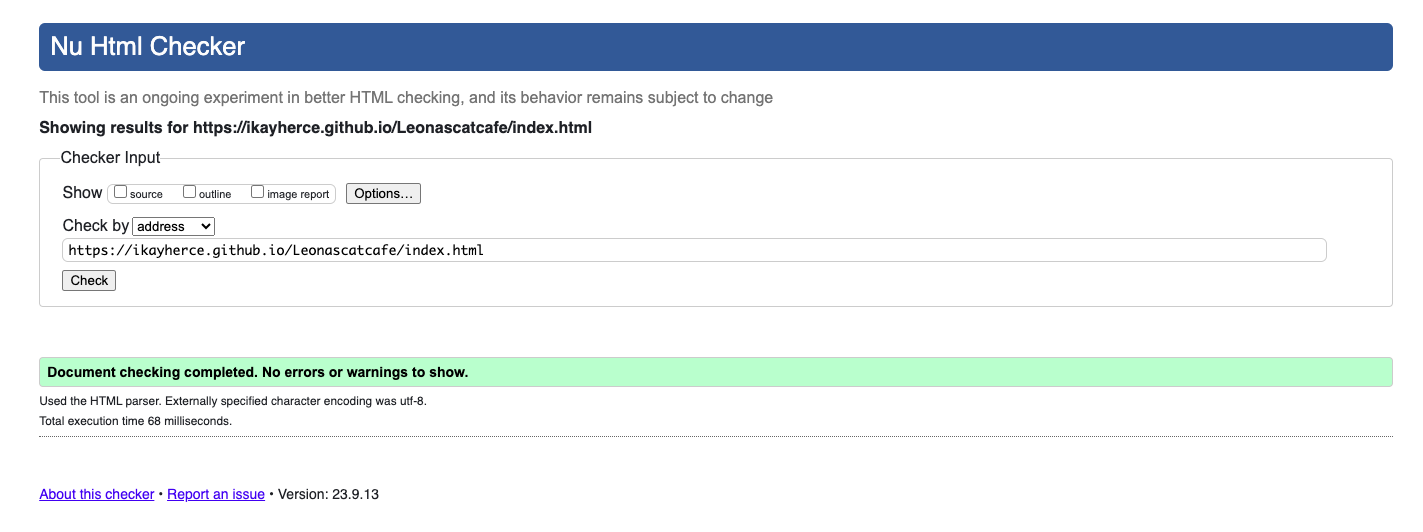 Nu Html Checker
This tool is an ongoing experiment in better HTML checking, and its behavior remains subject to change
Showing results for https://ikayherce.github.io/Leonascatcafe/index.html
Checker Input
Show source outline image report Options...
Check by address
https://ikayherce.github.io/Leonascatcafe/index.html
Check
Document checking completed. No errors or warnings to show.
Used the HTML parser. Externally specified character encoding was utf-8.
Total execution time 68 milliseconds.
About this checker • Report an issue • Version: 23.9.13